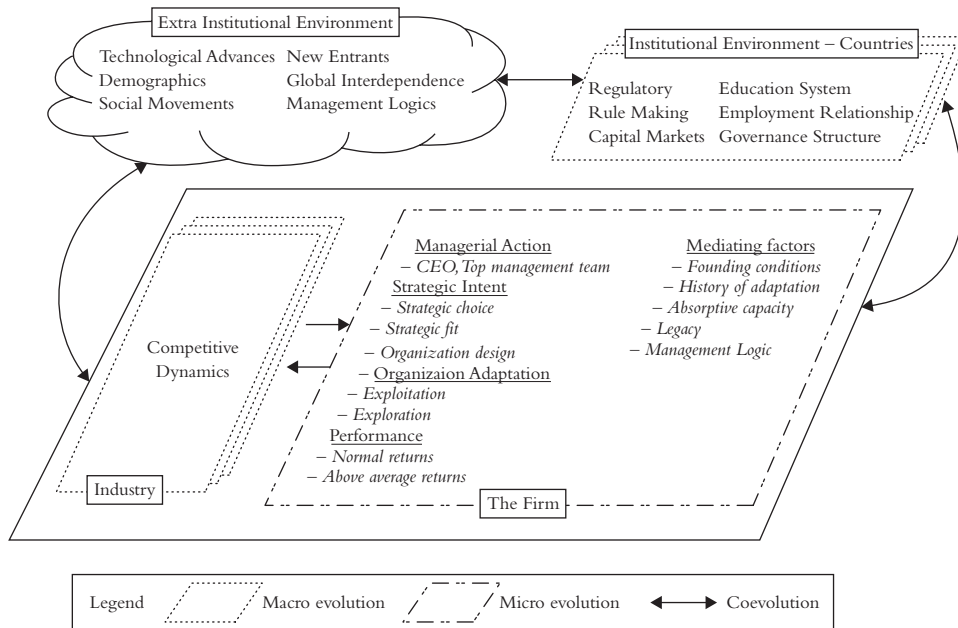 Extra Institutional Environment
Technological Advances New Entrants
Demographics Global Interdependence
Social Movements Management Logics
Institutional Environment – Countries
Regulatory Education System
Rule Making Employment Relationship
Capital Markets Governance Structure
Competitive
Dynamics
Industry
Managerial Action
– CEO, Top management team
Strategic Intent
– Strategic choice
– Strategic fit
– Organization design
– Organizaion Adaptation
– Exploitation
– Exploration
Performance
– Normal returns
– Above average returns
Mediating factors
– Founding conditions
– History of adaptation
– Absorptive capacity
– Legacy
– Management Logic
The Firm
Legend Macro evolution Micro evolution Coevolution